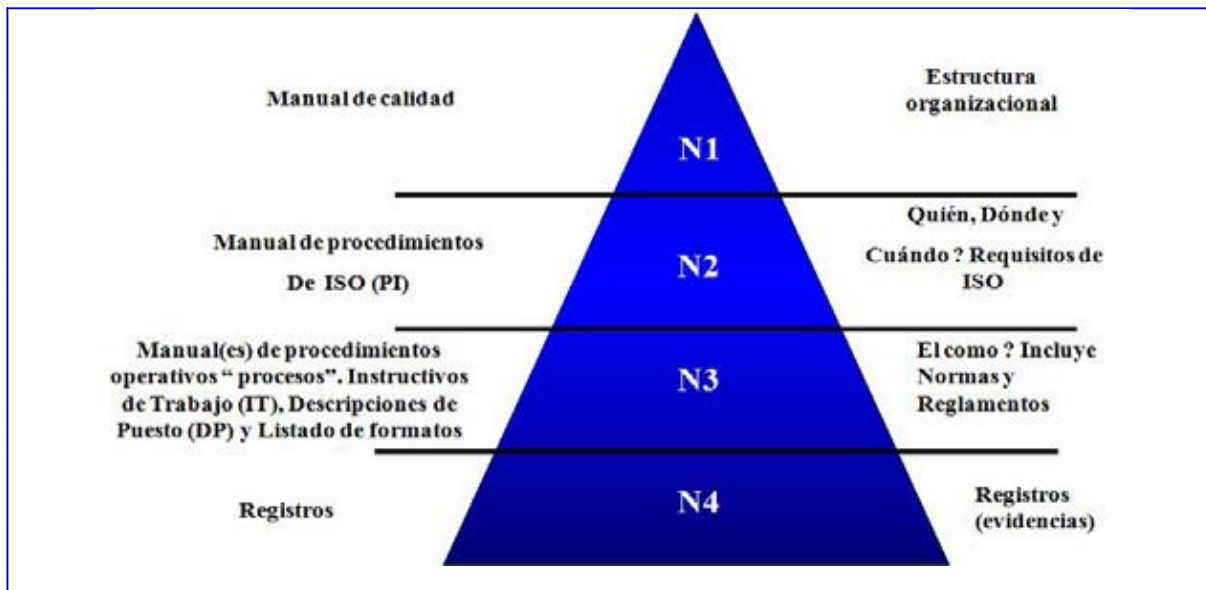 Manual de calidad
Estructura
organizacional
N1
Manual de procedimientos
De ISO (PI)
N2
Quién, Dónde y
Cuándo ? Requisitos de
ISO
Manual(es) de procedimientos
operativos “ procesos”. Instructivos
de Trabajo (IT), Descripciones de
Puesto (DP) y Listado de formatos
N3
El como ? Incluye
Normas y
Reglamentos
Registros
N4
Registros
(evidencias)